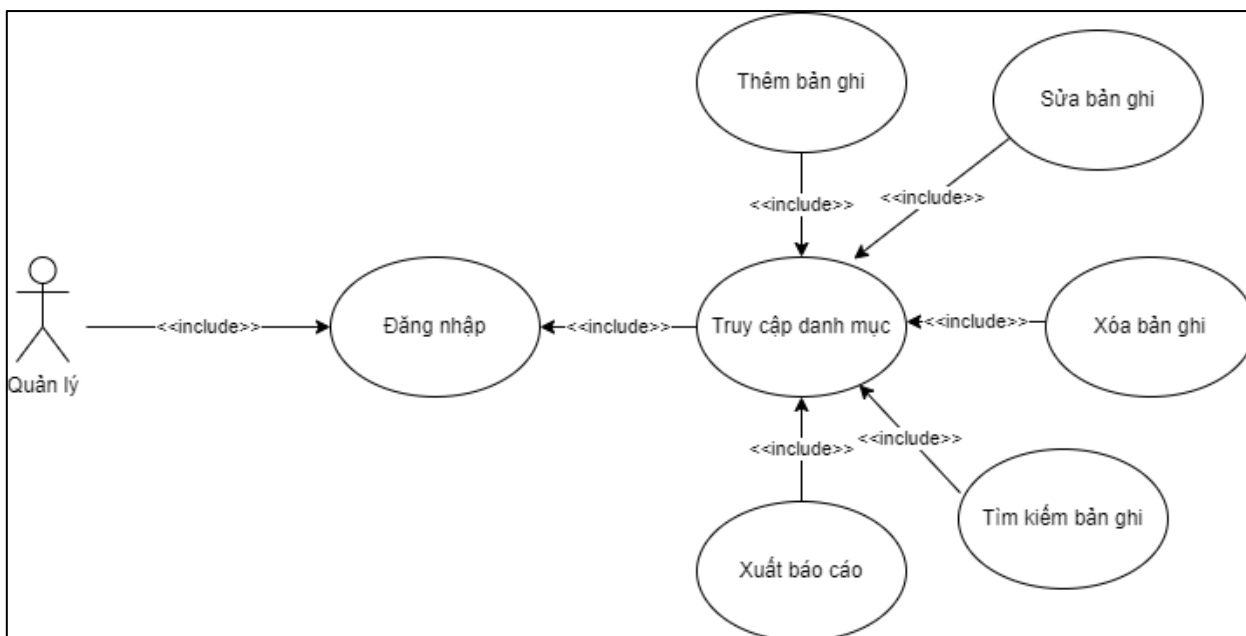 Thêm bản ghi
Sửa bản ghi
<<include>>
<<include>>
Quản lý
<<include>>
Đăng nhập
<<include>>
Truy cập danh mục
<<include>>
Xóa bản ghi
<<include>>
<<include>>
Xuất báo cáo
Tìm kiếm bản ghi